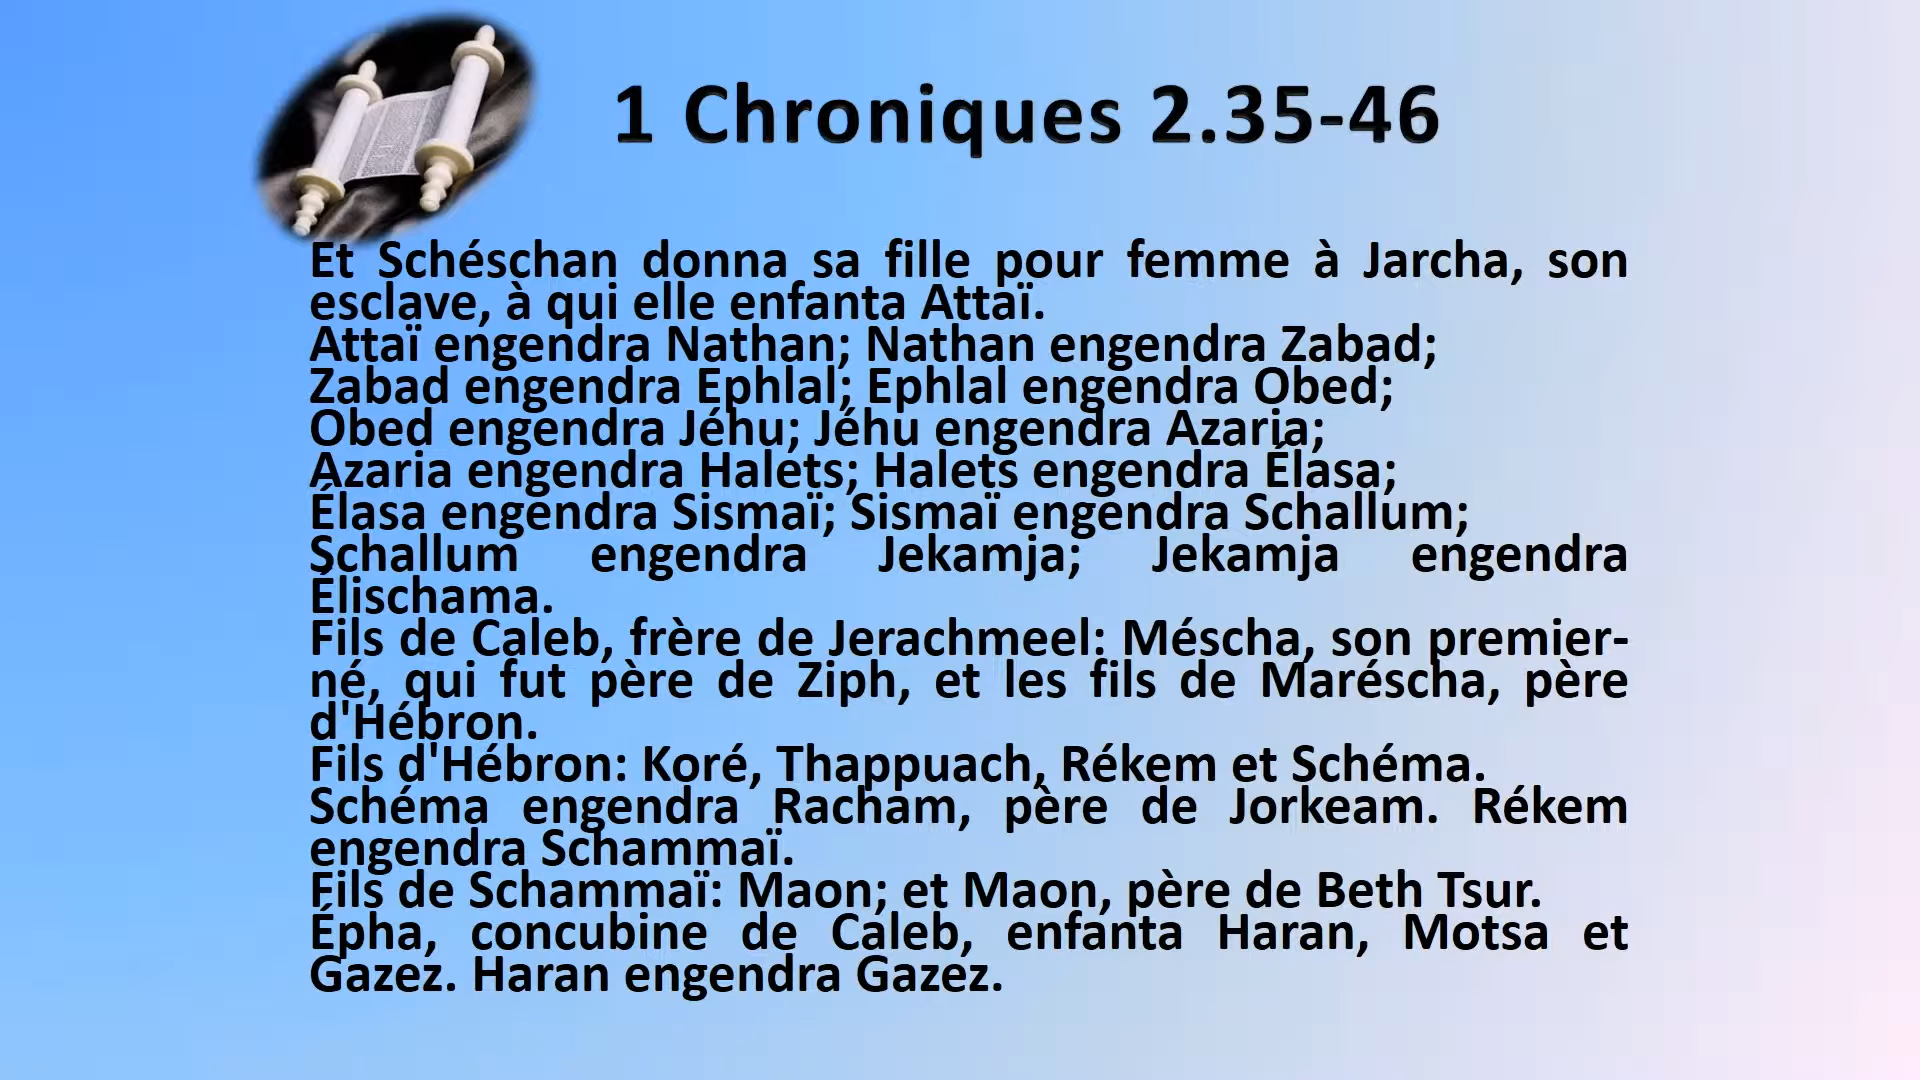 1 Chroniques 2.35-46
Et Schéschan donna sa fille pour femme à Jarcha, son
esclave, à qui elle enfanta Attaï.
Attaï engendra Nathan; Nathan engendra Zabad;
Zabad engendra Ephlal; Ephlal engendra Obed;
Obed engendra Jéhu; Jéhu engendra Azaria;
Azaria engendra Halets; Halets engendra Élasa;
Élasa engendra Sismaï; Sismaï engendra Schallum;
Schallum engendra Jekamja; Jekamja engendra
Élischama.
Fils de Caleb, frère de Jerachmeel: Méscha, son premier-
né, qui fut père de Ziph, et les fils de Maréscha, père
d'Hébron.
Fils d'Hébron: Koré, Thappuach, Rékem et Schéma.
Schéma engendra Racham, père de Jorkeam. Rékem
engendra Schammaï.
Fils de Schammaï: Maon; et Maon, père de Beth Tsur.
Épha, concubine de Caleb, enfanta Haran, Motsa et
Gazez. Haran engendra Gazez.